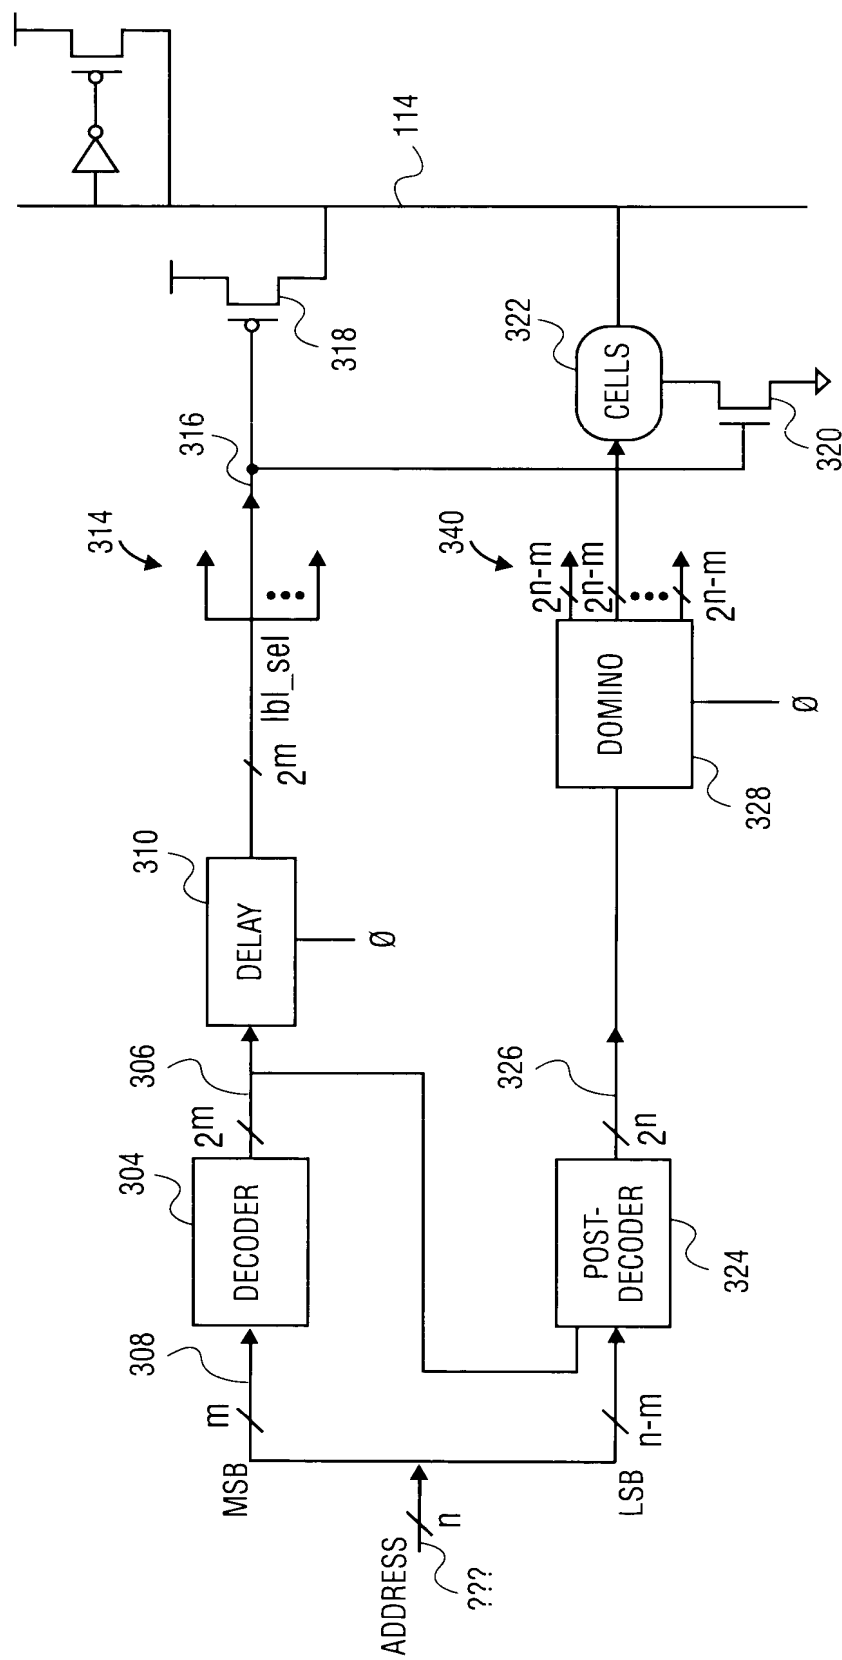 ADDRESS
n
???
MSB
m
308
DECODER
304
2m
306
DELAY
310
Ø
2m
lbl_sel
314
316
318
114
LSB
n-m
POST-
DECODER
324
2n
326
DOMINO
328
Ø
2n-m
2n-m
2n-m
340
CELLS
322
320